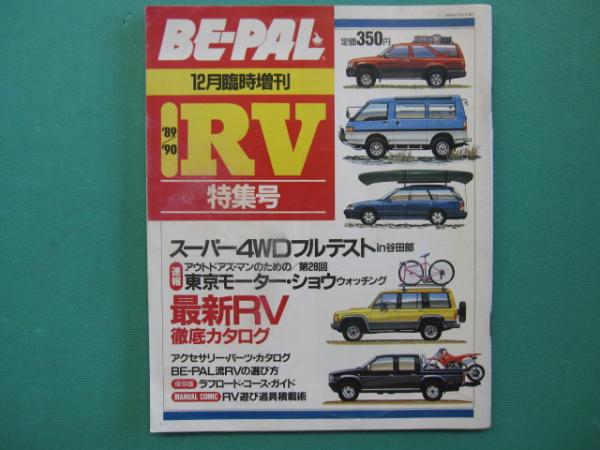 BE-PAL
定価350円
12月臨時増刊
'89/'90 RV
特集号
スーパー4WDフルテスト in谷田部
速報 アウトドアズ・マンのための/第28回
東京モーター・ショウウォッチング
最新RV
徹底カタログ
アクセサリー・パーツ・カタログ
BE-PAL流RVの選び方
保存版 ラフロード・コース・ガイド
MANUAL COMIC RV遊び道具積載術